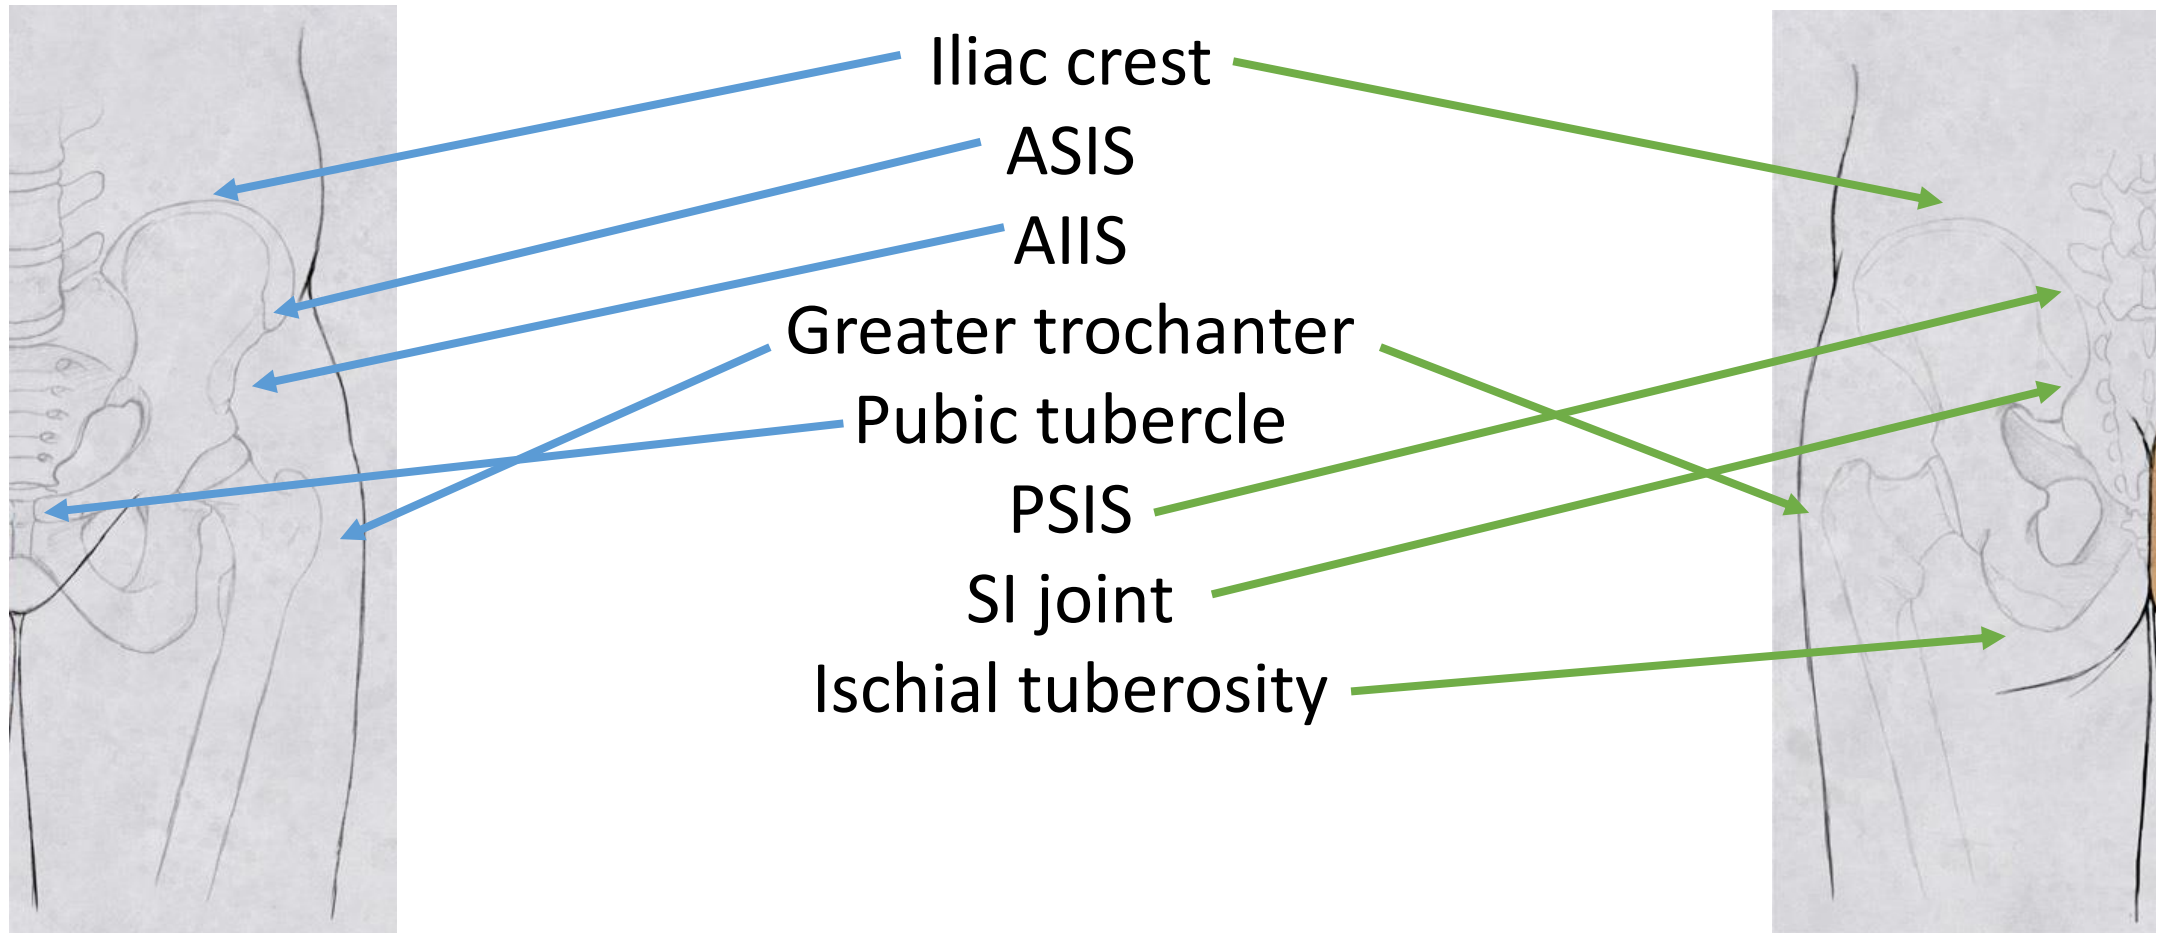 Iliac crest
ASIS
AIIS
Greater trochanter
Pubic tubercle
PSIS
SI joint
Ischial tuberosity